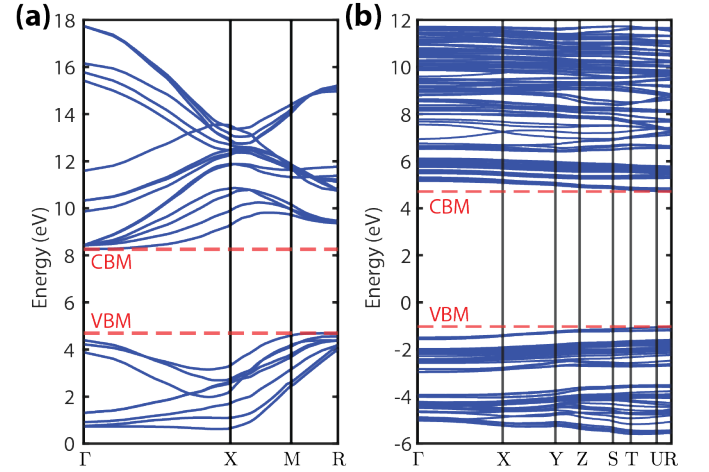 (a)
18
16
14
12
10
8
6
4
2
0
Energy (eV)
CBM
VBM
Γ X M R
(b)
12
10
8
6
4
2
0
-2
-4
-6
Energy (eV)
CBM
VBM
Γ X Y Z S T U R